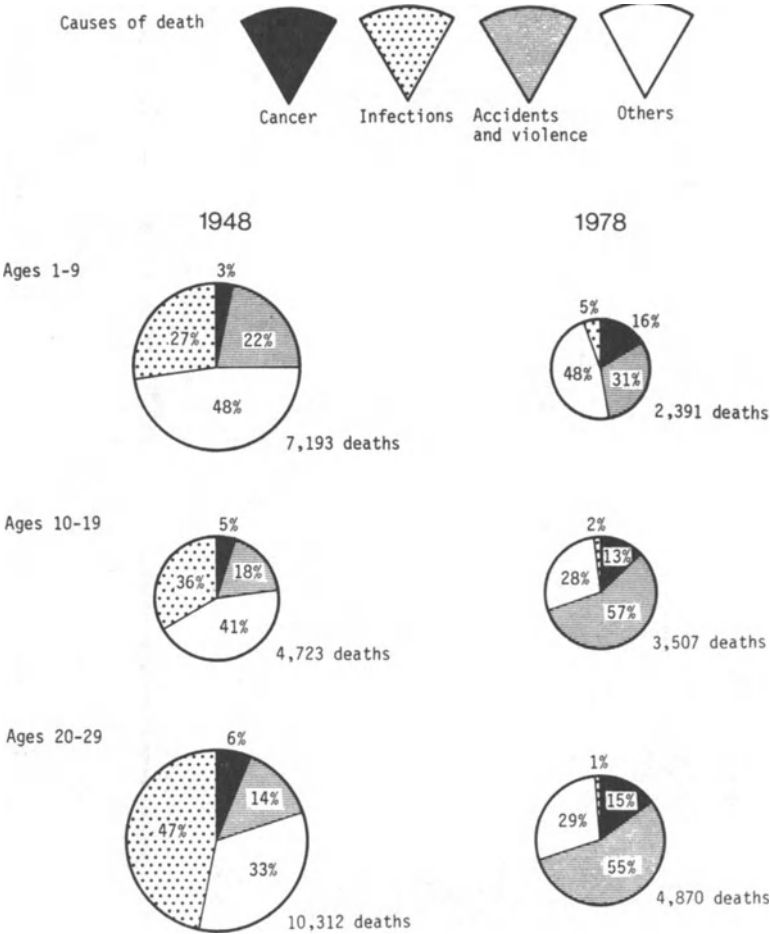 Causes of death
Cancer
Infections
Accidents
and violence
Others
1948
1978
Ages 1-9
3%
27%
22%
48%
7,193 deaths
5%
16%
48%
31%
2,391 deaths
Ages 10-19
5%
36%
18%
41%
4,723 deaths
2%
13%
28%
57%
3,507 deaths
Ages 20-29
6%
47%
14%
33%
10,312 deaths
1%
15%
29%
55%
4,870 deaths